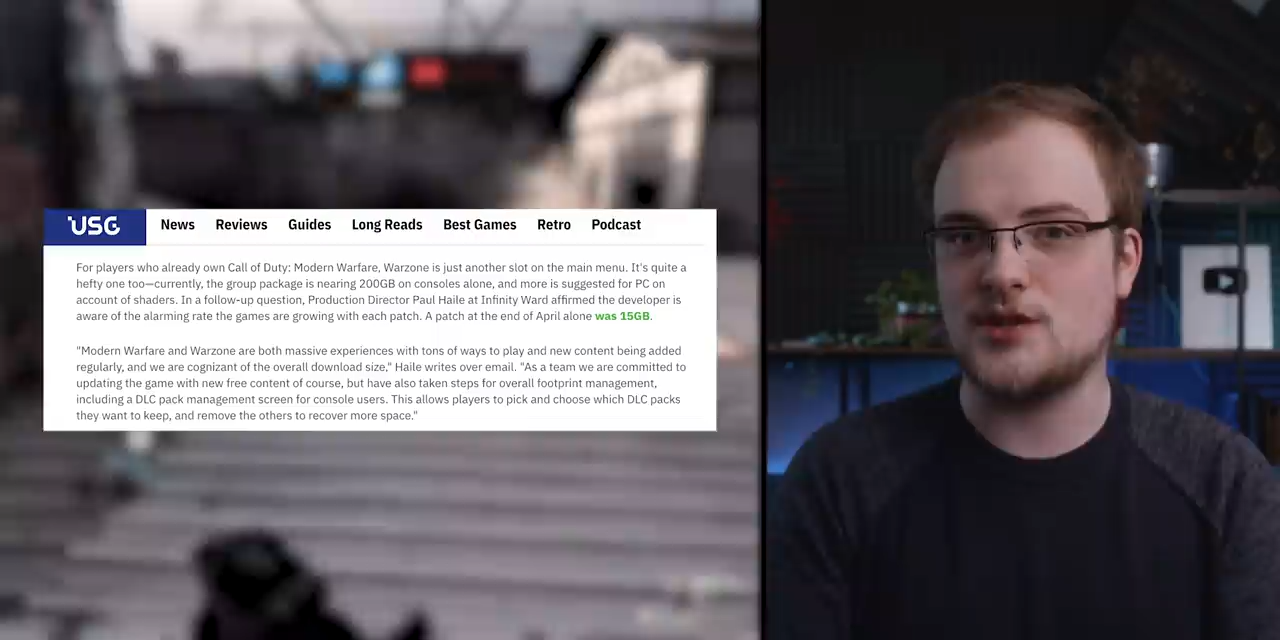 USG
News Reviews Guides Long Reads Best Games Retro Podcast
For players who already own Call of Duty: Modern Warfare, Warzone is just another slot on the main menu. It's quite a
hefty one too—currently, the group package is nearing 200GB on consoles alone, and more is suggested for PC on
account of shaders. In a follow-up question, Production Director Paul Haile at Infinity Ward affirmed the developer is
aware of the alarming rate the games are growing with each patch. A patch at the end of April alone was 15GB.
"Modern Warfare and Warzone are both massive experiences with tons of ways to play and new content being added
regularly, and we are cognizant of the overall download size," Haile writes over email. "As a team we are committed to
updating the game with new free content of course, but have also taken steps for overall footprint management,
including a DLC pack management screen for console users. This allows players to pick and choose which DLC packs
they want to keep, and remove the others to recover more space."